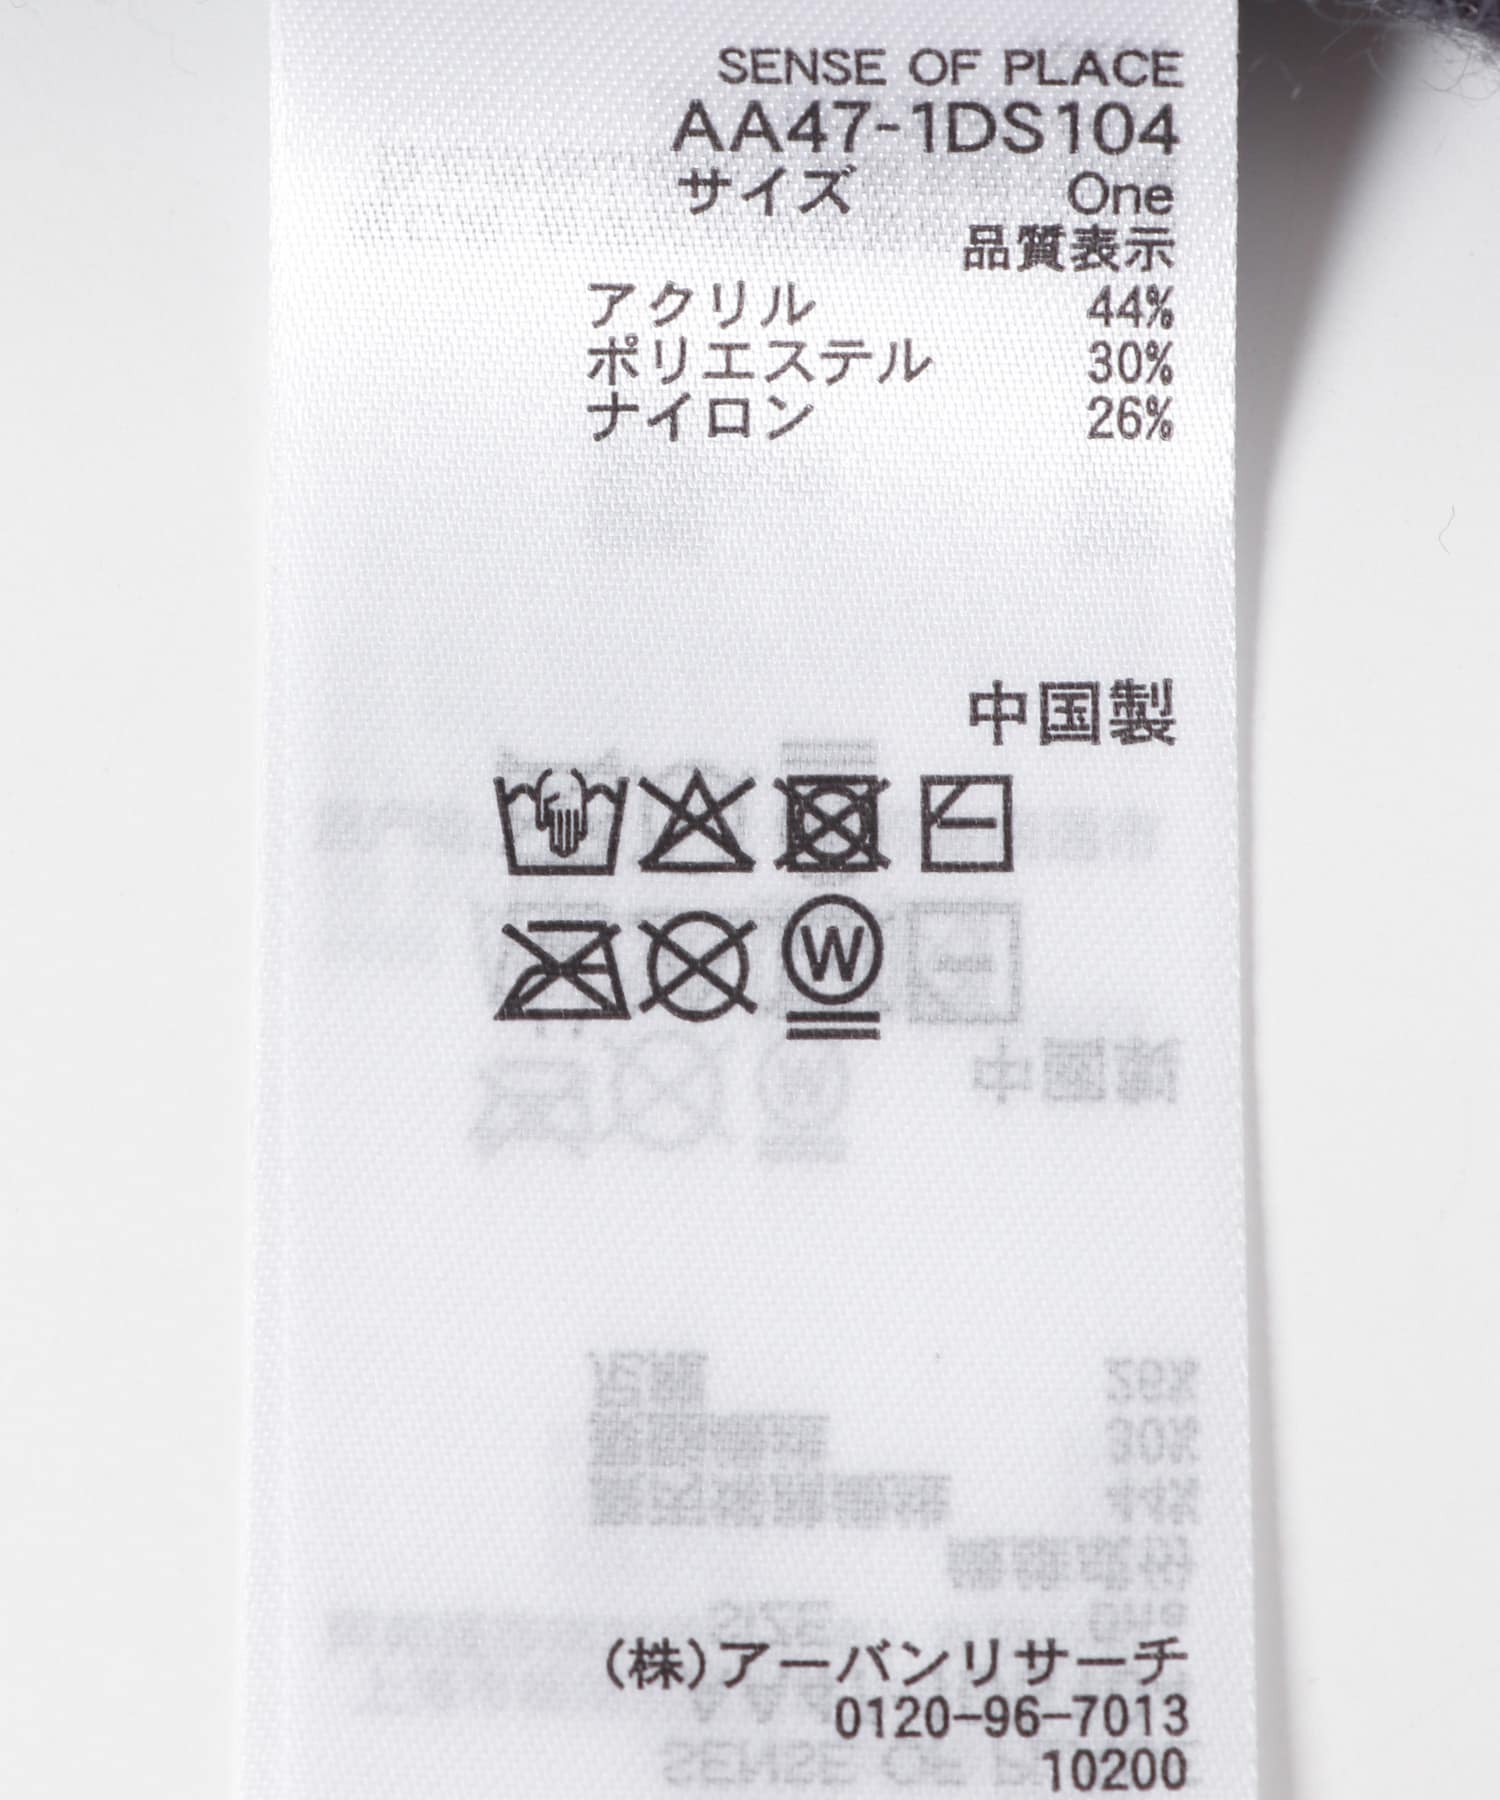 SENSE OF PLACE
AA47-1DS104
サイズ One
品質表示
アクリル 44%
ポリエステル 30%
ナイロン 26%
中国製
W
(株)アーバンリサーチ
0120-96-7013
10200